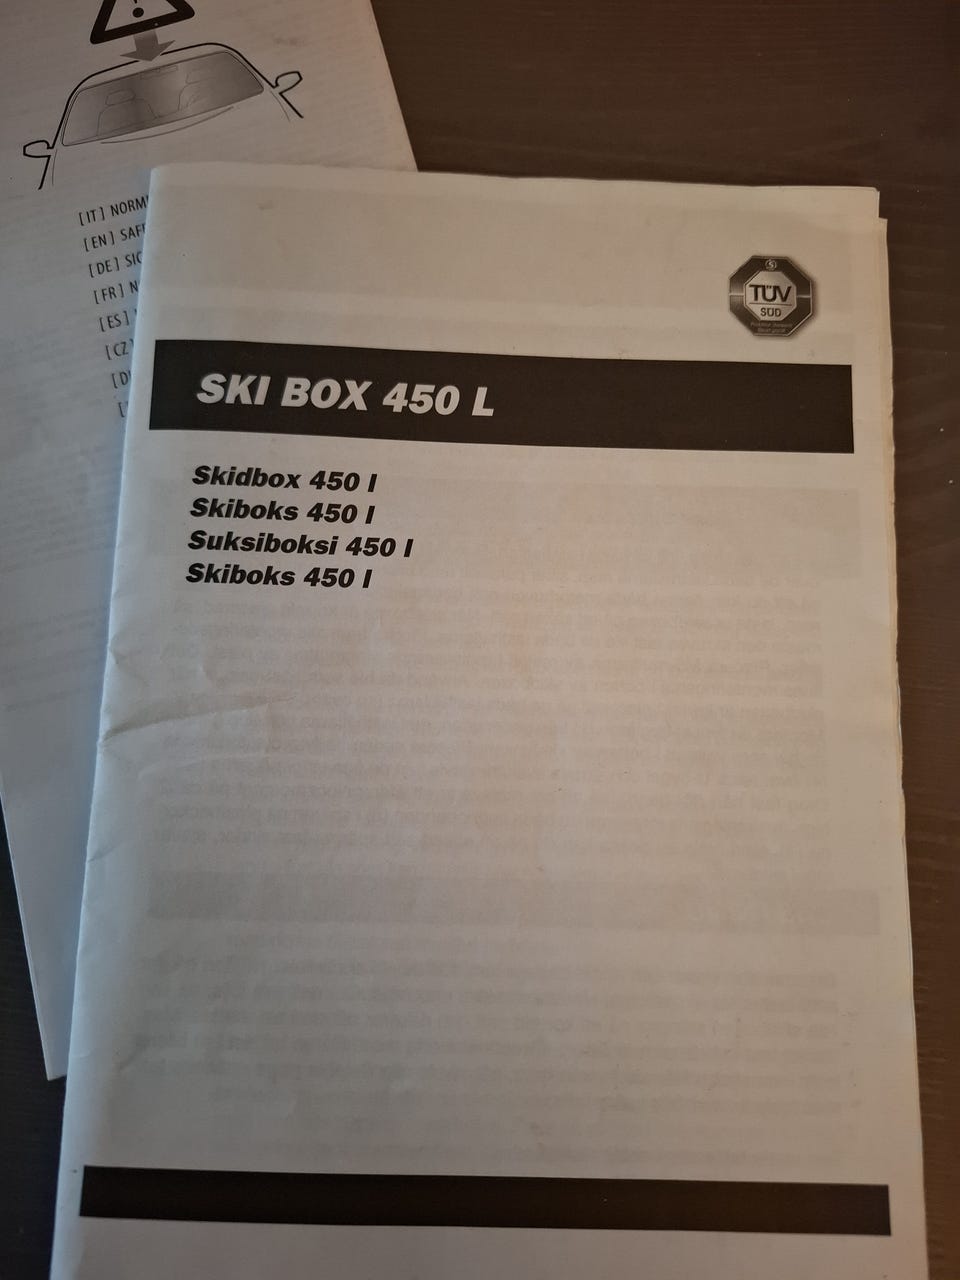 [IT] NORM
[EN] SAF
[DE] SIC
[FR] N
[ES]
[CZ]
TÜV
SÜD
SKI BOX 450 L
Skidbox 450 l
Skiboks 450 l
Suksiboksi 450 l
Skiboks 450 l